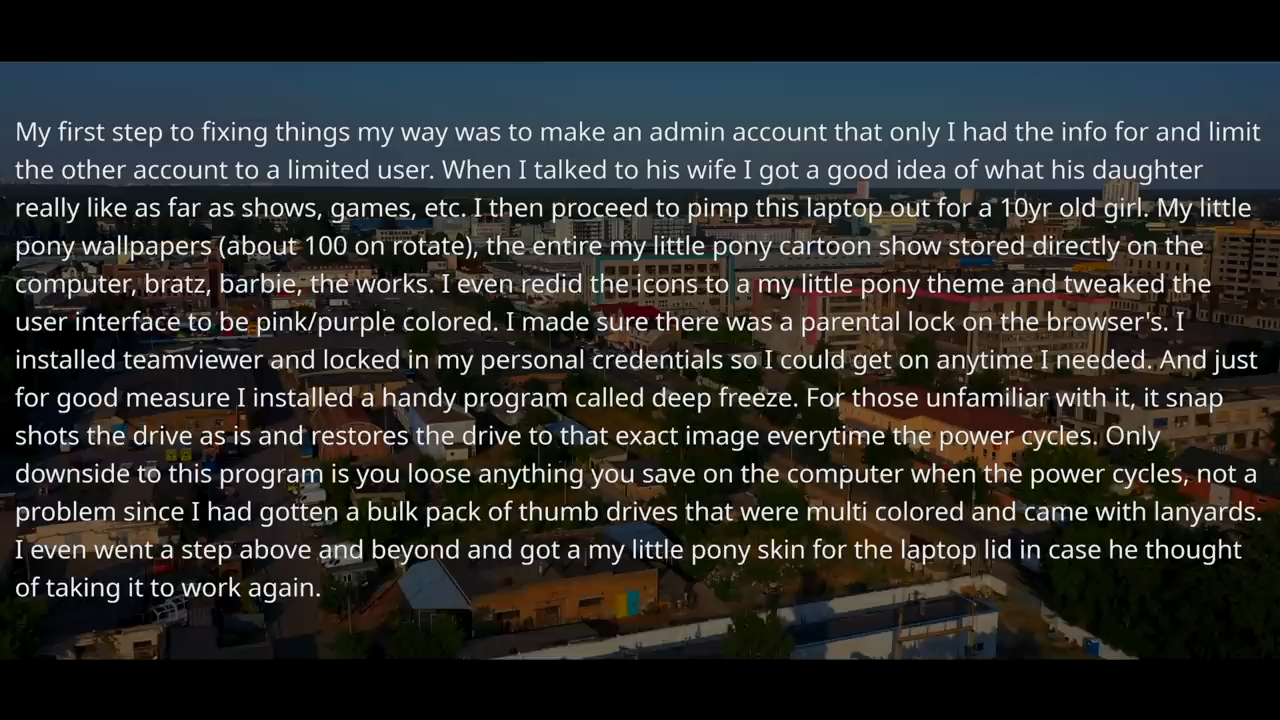 My first step to fixing things my way was to make an admin account that only I had the info for and limit
the other account to a limited user. When I talked to his wife I got a good idea of what his daughter
really like as far as shows, games, etc. I then proceed to pimp this laptop out for a 10yr old girl. My little
pony wallpapers (about 100 on rotate), the entire my little pony cartoon show stored directly on the
computer, bratz, barbie, the works. I even redid the icons to a my little pony theme and tweaked the
user interface to be pink/purple colored. I made sure there was a parental lock on the browser's. I
installed teamviewer and locked in my personal credentials so I could get on anytime I needed. And just
for good measure I installed a handy program called deep freeze. For those unfamiliar with it, it snap
shots the drive as is and restores the drive to that exact image everytime the power cycles. Only
downside to this program is you loose anything you save on the computer when the power cycles, not a
problem since I had gotten a bulk pack of thumb drives that were multi colored and came with lanyards.
I even went a step above and beyond and got a my little pony skin for the laptop lid in case he thought
of taking it to work again.